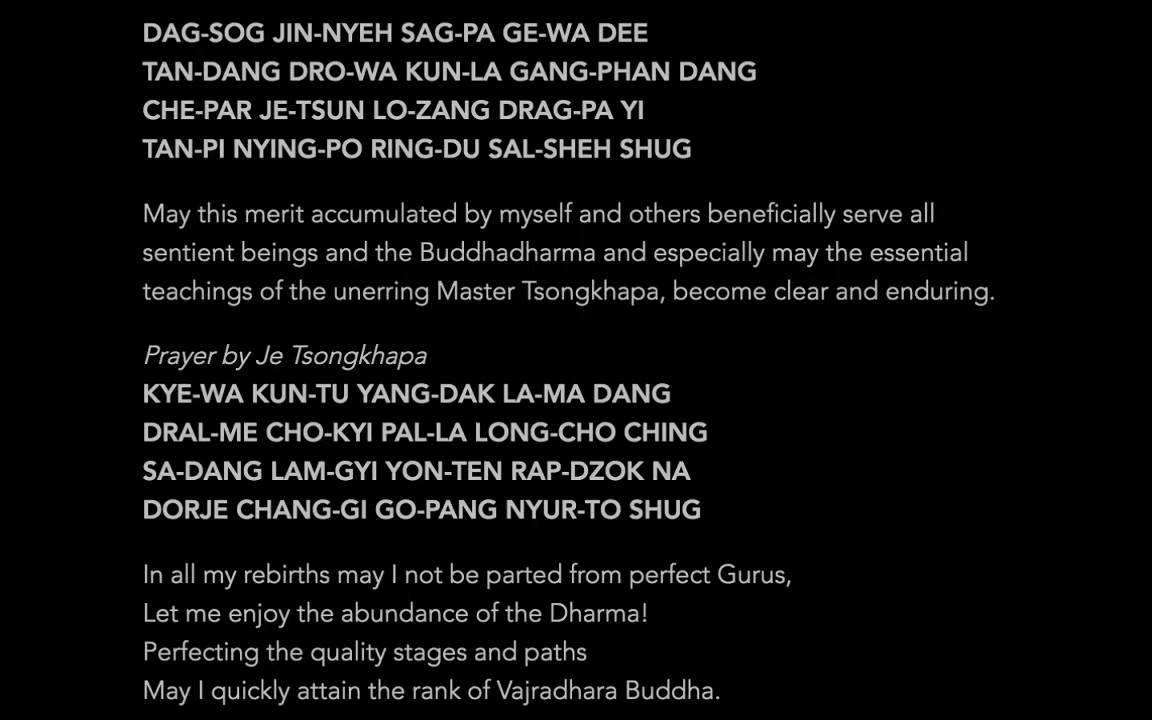 DAG-SOG JIN-NYEH SAG-PA GE-WA DEE
TAN-DANG DRO-WA KUN-LA GANG-PHAN DANG
CHE-PAR JE-TSUN LO-ZANG DRAG-PA YI
TAN-PI NYING-PO RING-DU SAL-SHEH SHUG
May this merit accumulated by myself and others beneficially serve all
sentient beings and the Buddhadharma and especially may the essential
teachings of the unerring Master Tsongkhapa, become clear and enduring.
Prayer by Je Tsongkhapa
KYE-WA KUN-TU YANG-DAK LA-MA DANG
DRAL-ME CHO-KYI PAL-LA LONG-CHO CHING
SA-DANG LAM-GYI YON-TEN RAP-DZOK NA
DORJE CHANG-GI GO-PANG NYUR-TO SHUG
In all my rebirths may I not be parted from perfect Gurus,
Let me enjoy the abundance of the Dharma!
Perfecting the quality stages and paths
May I quickly attain the rank of Vajradhara Buddha.